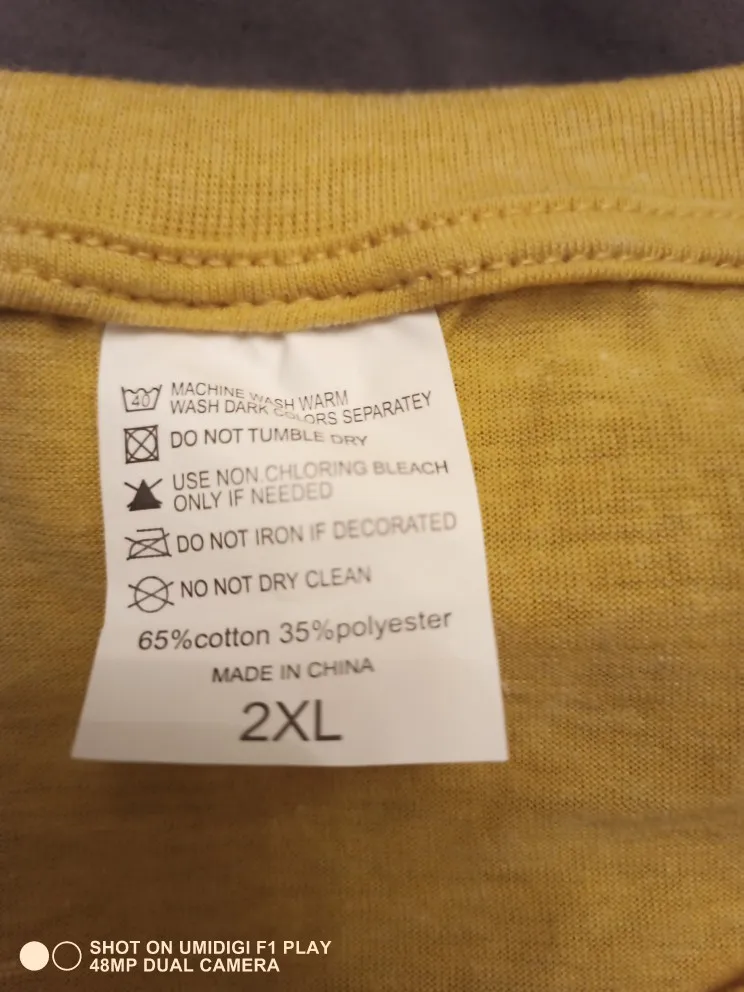 40
MACHINE WASH WARM
WASH DARK COLORS SEPARATEY
DO NOT TUMBLE DRY
USE NON.CHLORING BLEACH
ONLY IF NEEDED
DO NOT IRON IF DECORATED
NO NOT DRY CLEAN
65%cotton 35%polyester
MADE IN CHINA
2XL
SHOT ON UMIDIGI F1 PLAY
48MP DUAL CAMERA